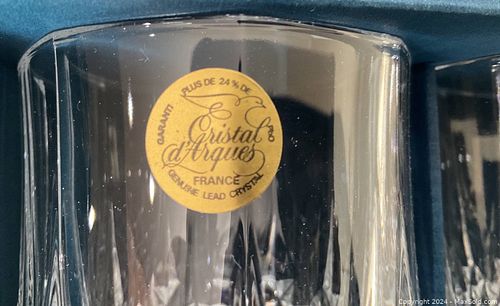 GARANTI PLUS DE 24 % DE PbO
Cristal
d'Arques
FRANCE
GENUINE LEAD CRYSTAL
Copyright 2024 - MaxSold.com